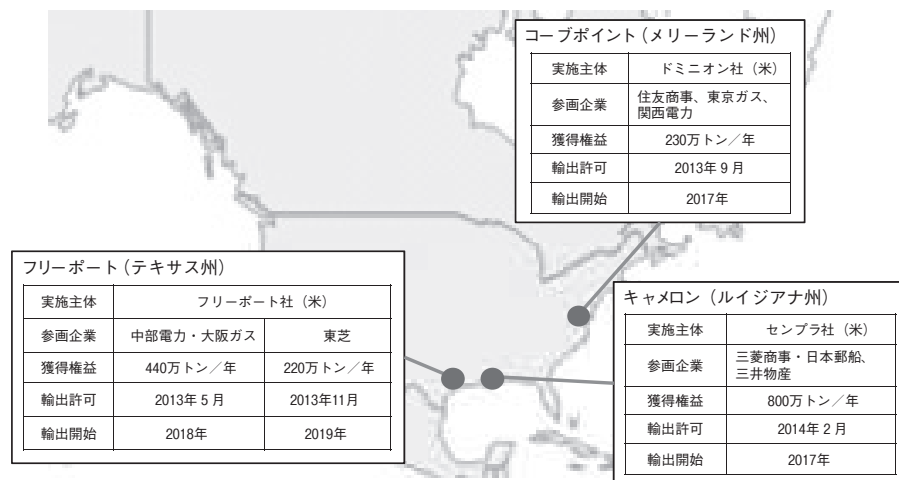 コーブポイント(メリーランド州)
実施主体 ドミニオン社(米)
参画企業 住友商事、東京ガス、
関西電力
獲得権益 230万トン/年
輸出許可 2013年9月
輸出開始 2017年
フリーポート(テキサス州)
実施主体 フリーポート社(米)
参画企業 中部電力・大阪ガス 東芝
獲得権益 440万トン/年 220万トン/年
輸出許可 2013年5月 2013年11月
輸出開始 2018年 2019年
キャメロン(ルイジアナ州)
実施主体 センプラ社(米)
参画企業 三菱商事・日本郵船、
三井物産
獲得権益 800万トン/年
輸出許可 2014年2月
輸出開始 2017年